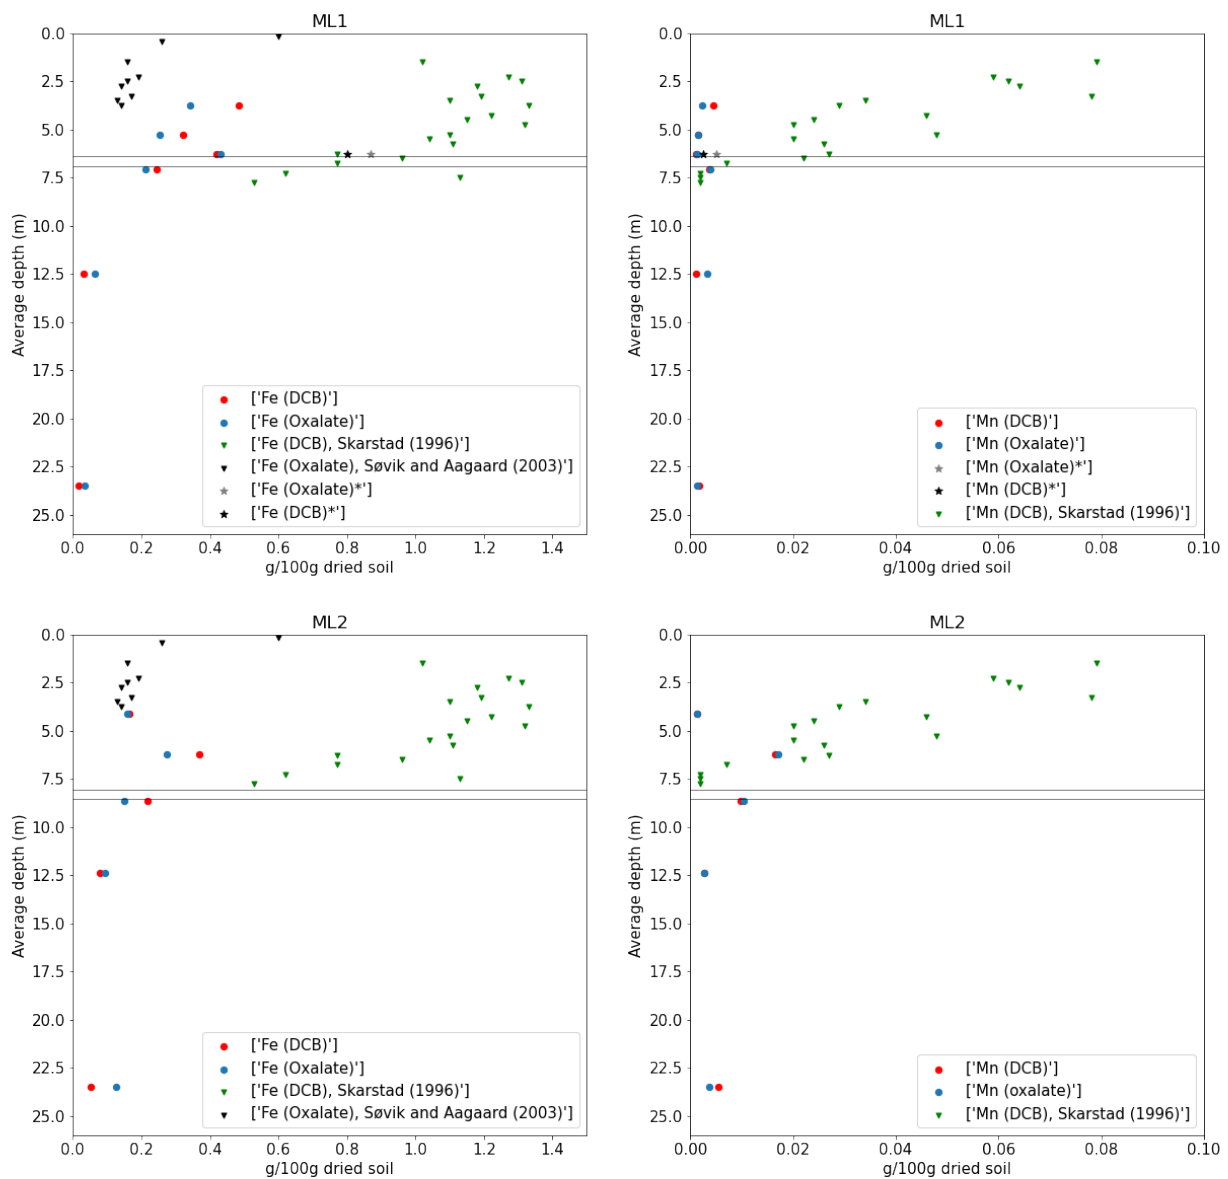 ML1
0.0
2.5
5.0
7.5
10.0
12.5
15.0
17.5
20.0
22.5
25.0
Average depth (m)
['Fe (DCB)']
['Fe (Oxalate)']
['Fe (DCB), Skarstad (1996)']
['Fe (Oxalate), Søvik and Aagaard (2003)']
['Fe (Oxalate)*']
['Fe (DCB)*']
0.0 0.2 0.4 0.6 0.8 1.0 1.2 1.4
g/100g dried soil
ML1
0.0
2.5
5.0
7.5
10.0
12.5
15.0
17.5
20.0
22.5
25.0
Average depth (m)
['Mn (DCB)']
['Mn (Oxalate)']
['Mn (Oxalate)*']
['Mn (DCB)*']
['Mn (DCB), Skarstad (1996)']
0.00 0.02 0.04 0.06 0.08 0.10
g/100g dried soil
ML2
0.0
2.5
5.0
7.5
10.0
12.5
15.0
17.5
20.0
22.5
25.0
Average depth (m)
['Fe (DCB)']
['Fe (Oxalate)']
['Fe (DCB), Skarstad (1996)']
['Fe (Oxalate), Søvik and Aagaard (2003)']
0.0 0.2 0.4 0.6 0.8 1.0 1.2 1.4
g/100g dried soil
ML2
0.0
2.5
5.0
7.5
10.0
12.5
15.0
17.5
20.0
22.5
25.0
Average depth (m)
['Mn (DCB)']
['Mn (oxalate)']
['Mn (DCB), Skarstad (1996)']
0.00 0.02 0.04 0.06 0.08 0.10
g/100g dried soil